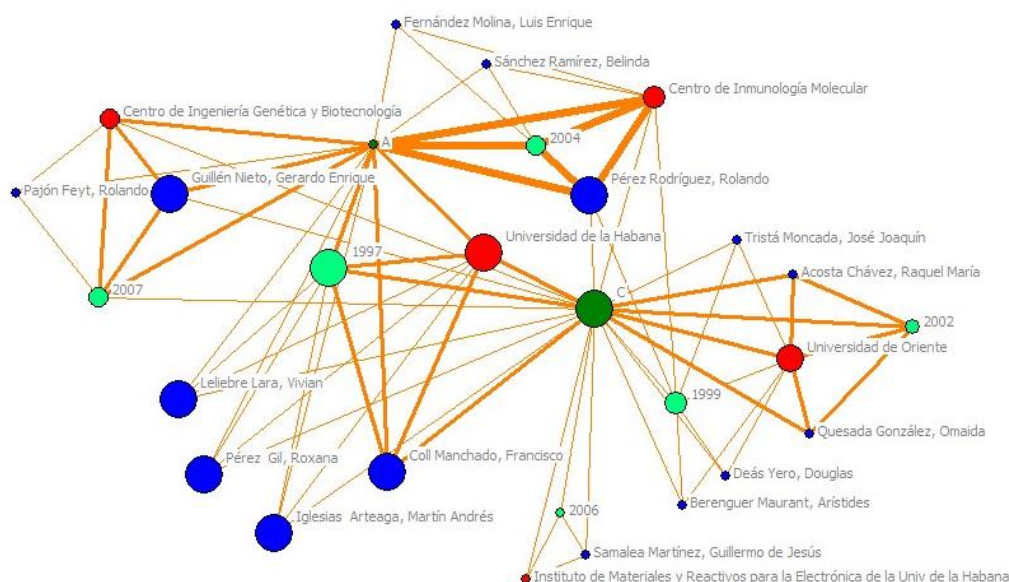 Fernández Molina, Luis Enrique
Sánchez Ramírez, Belinda
Centro de Inmunología Molecular
Centro de Ingeniería Genética y Biotecnología
A
2004
Guillén Nieto, Gerardo Enrique
Pérez Rodríguez, Rolando
Pajón Feyt, Rolando
Universidad de la Habana
Tristá Moncada, José Joaquín
1997
Acosta Chávez, Raquel María
2007
C
2002
Universidad de Oriente
Leliebre Lara, Vivian
1999
Quesada González, Omaida
Pérez Gil, Roxana
Coll Manchado, Francisco
Deás Yero, Douglas
Berenguer Maurant, Arístides
Iglesias Arteaga, Martín Andrés
2006
Samalea Martínez, Guillermo de Jesús
Instituto de Materiales y Reactivos para la Electrónica de la Univ de la Habana